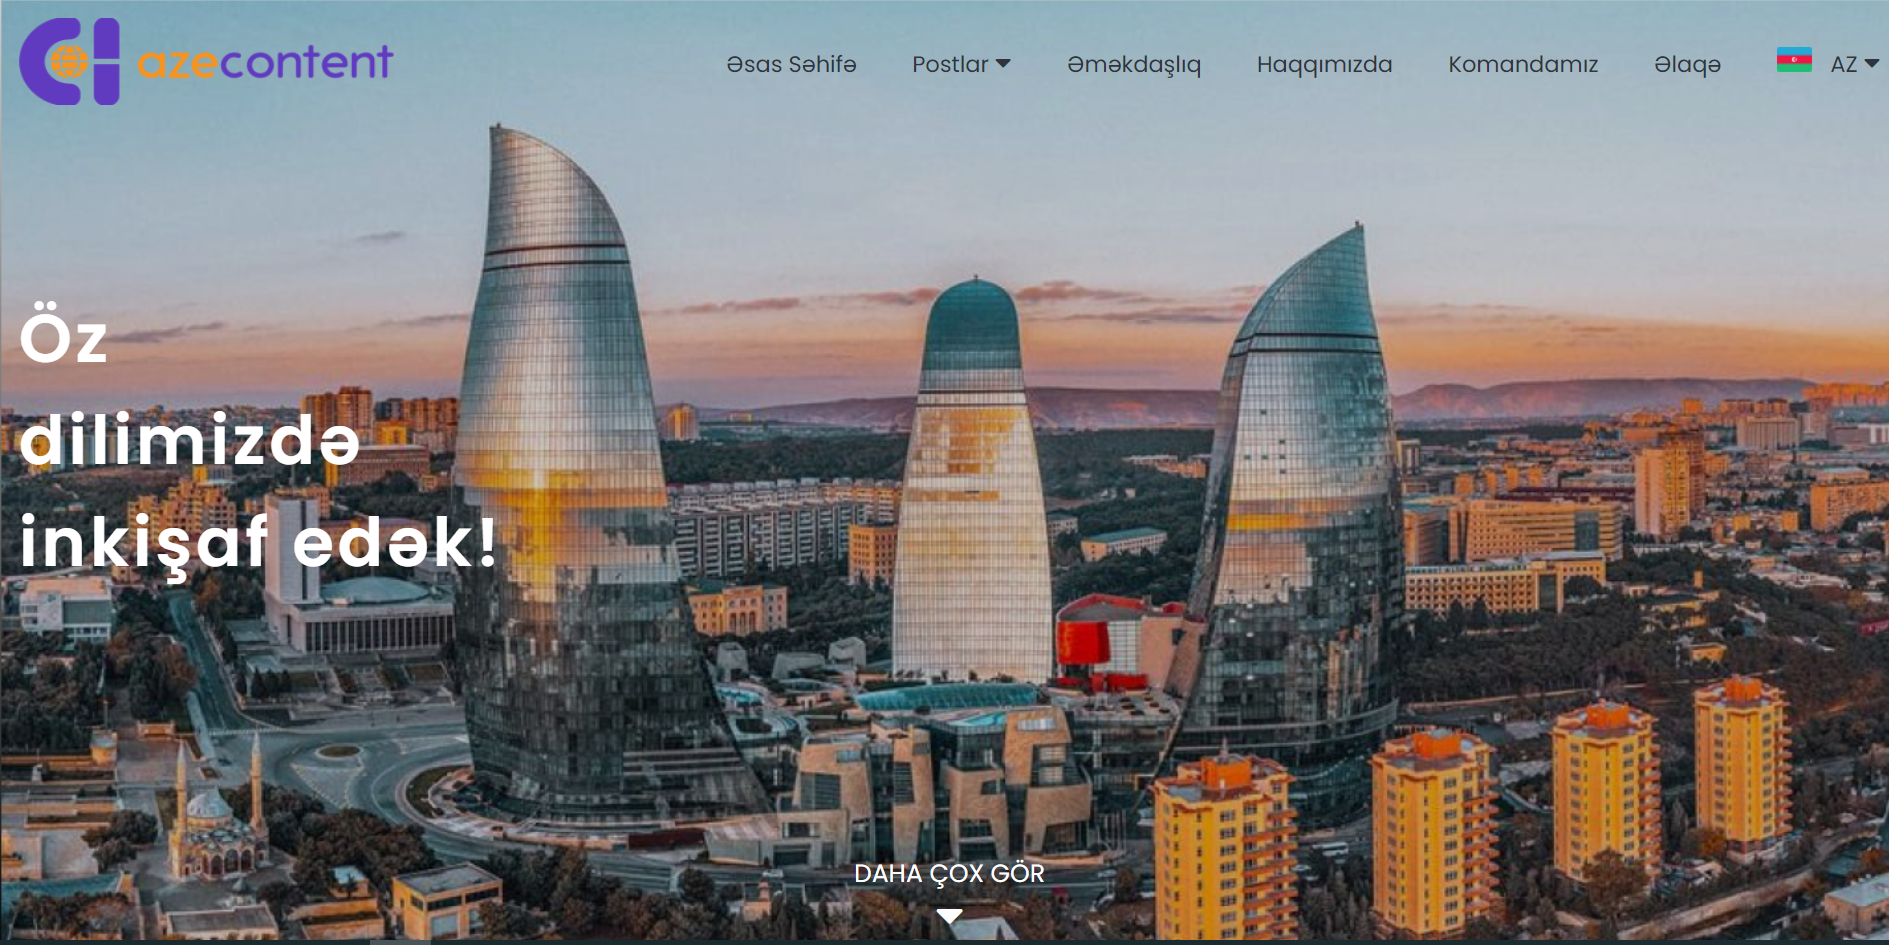 azecontent
Əsas Səhifə Postlar Əməkdaşlıq Haqqımızda Komandamız Əlaqə AZ
Öz
dilimizdə
inkişaf edək!
DAHA ÇOX GÖR